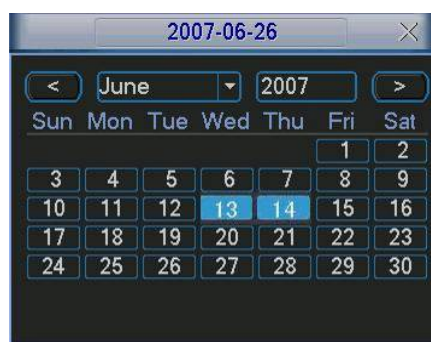 2007-06-26
< June 2007 >
Sun Mon Tue Wed Thu Fri Sat
1 2
3 4 5 6 7 8 9
10 11 12 13 14 15 16
17 18 19 20 21 22 23
24 25 26 27 28 29 30